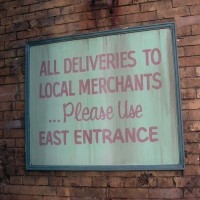 ALL DELIVERIES TO
LOCAL MERCHANTS
...Please Use
EAST ENTRANCE